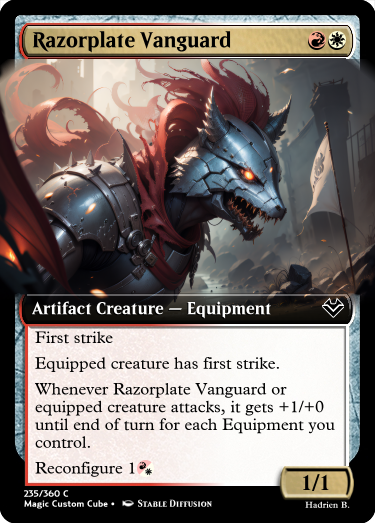 Razorplate Vanguard
Artifact Creature — Equipment
First strike
Equipped creature has first strike.
Whenever Razorplate Vanguard or
equipped creature attacks, it gets +1/+0
until end of turn for each Equipment you
control.
Reconfigure 1
1/1
235/360 C
Magic Custom Cube • Stable Diffusion
Hadrien B.